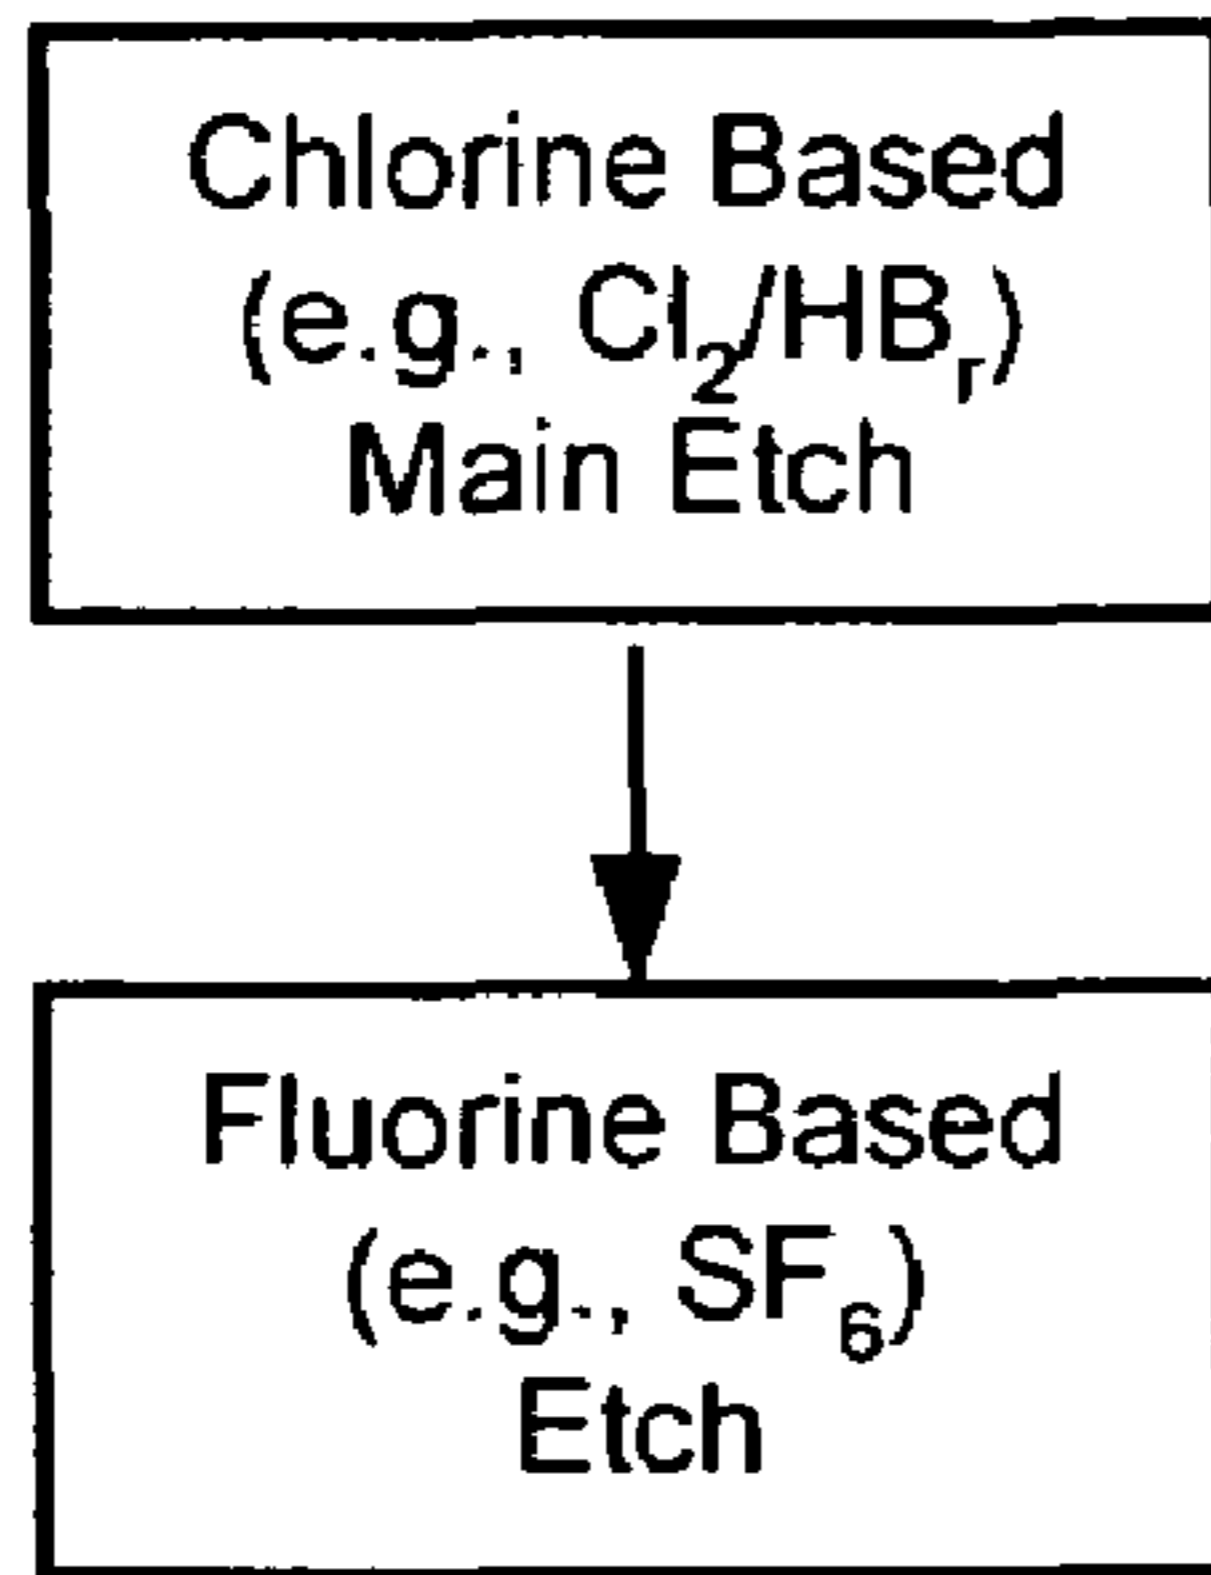 Chlorine Based
(e.g., Cl₂/HBᵣ)
Main Etch
Fluorine Based
(e.g., SF₆)
Etch